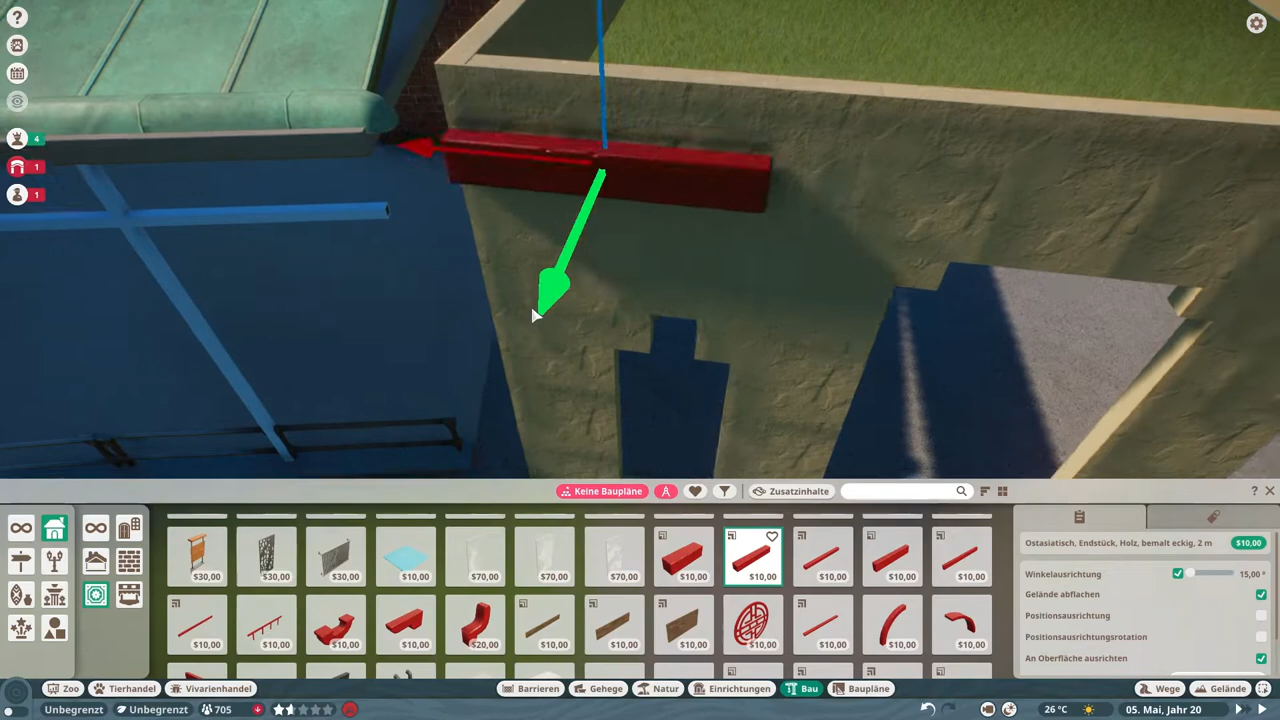 4
1
1
Keine Baupläne
Zusatzinhalte
?
$30,00
$30,00
$30,00
$10,00
$70,00
$70,00
$70,00
$10,00
$10,00
$10,00
$10,00
$10,00
$10,00
$10,00
$10,00
$10,00
$20,00
$10,00
$10,00
$10,00
$10,00
$10,00
$10,00
$10,00
Ostasiatisch, Endstück, Holz, bemalt eckig, 2 m $10,00
Winkelausrichtung 15,00°
Gelände abflachen
Positionsausrichtung
Positionsausrichtungsrotation
An Oberfläche ausrichten
Zoo Tierhandel Vivarienhandel Barrieren Gehege Natur Einrichtungen Bau Baupläne Wege Gelände
Unbegrenzt Unbegrenzt 705 26 °C 05. Mai, Jahr 20